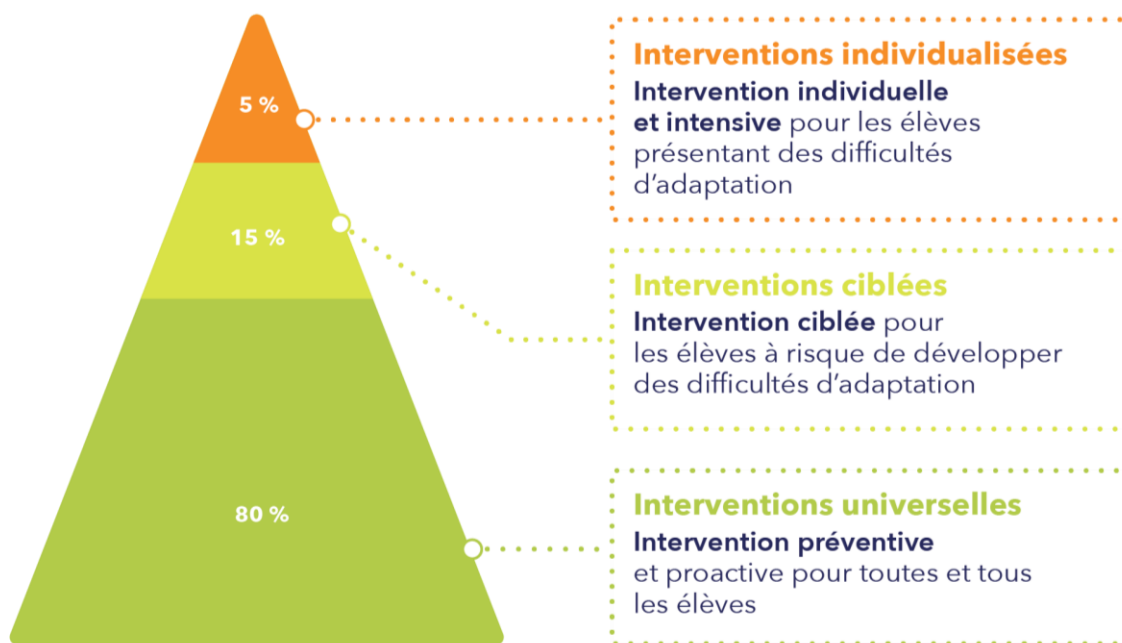 5 %
Interventions individualisées
Intervention individuelle
et intensive pour les élèves
présentant des difficultés
d’adaptation
15 %
Interventions ciblées
Intervention ciblée pour
les élèves à risque de développer
des difficultés d’adaptation
80 %
Interventions universelles
Intervention préventive
et proactive pour toutes et tous
les élèves